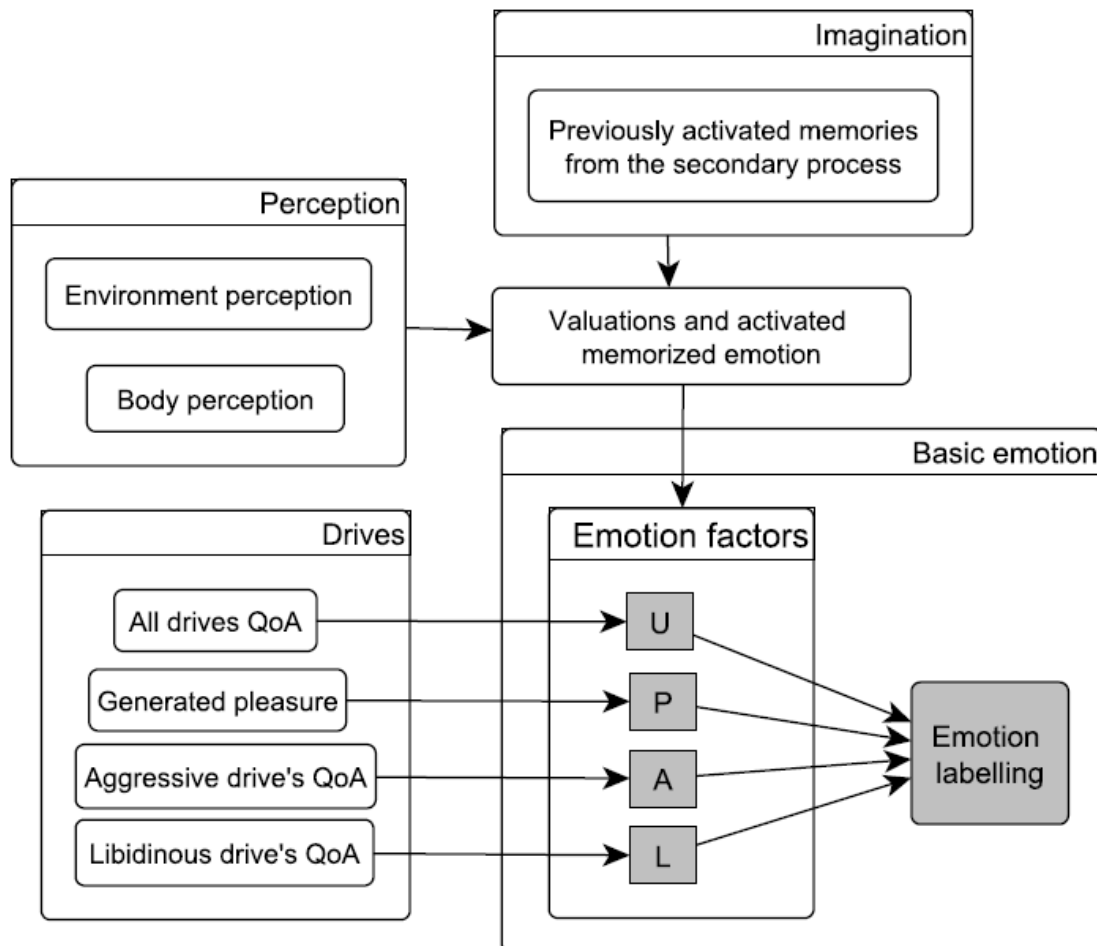 Imagination
Previously activated memories
from the secondary process
Perception
Environment perception
Body perception
Valuations and activated
memorized emotion
Basic emotion
Drives
All drives QoA
Generated pleasure
Aggressive drive's QoA
Libidinous drive's QoA
Emotion factors
U
P
A
L
Emotion
labelling